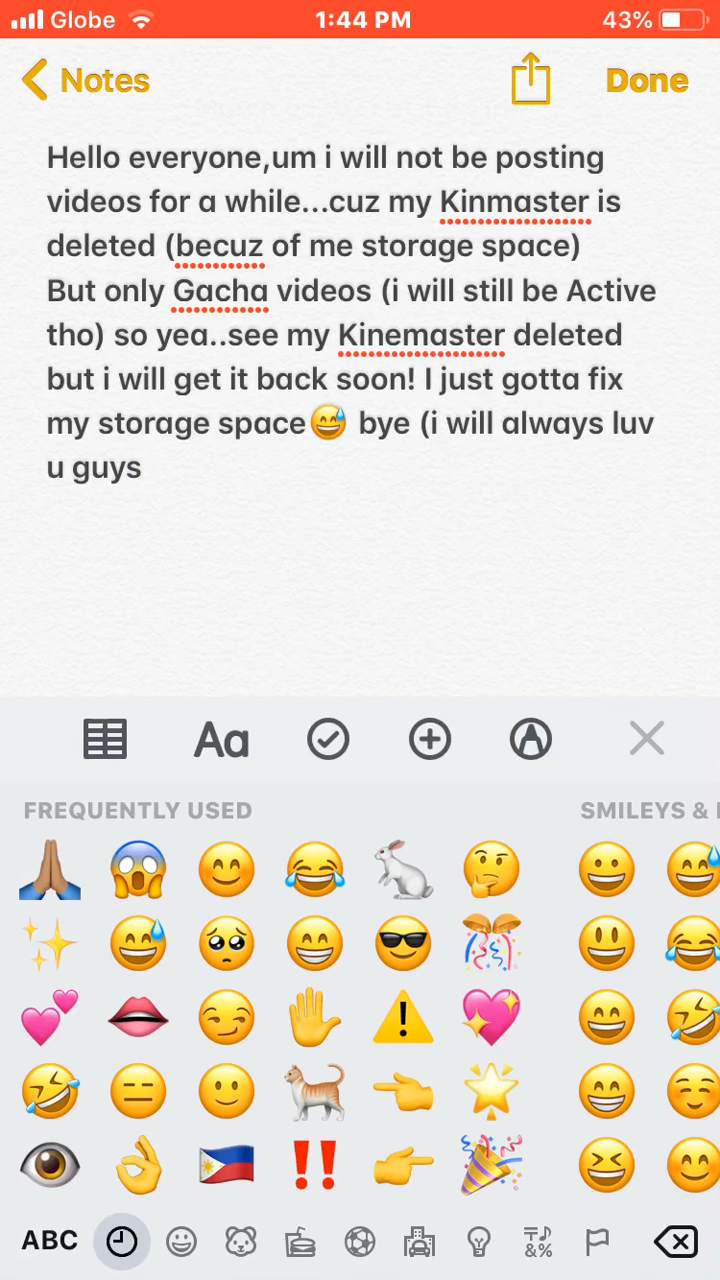 Globe 1:44 PM 43%
Notes Done
Hello everyone,um i will not be posting
videos for a while...cuz my Kinmaster is
deleted (becuz of me storage space)
But only Gacha videos (i will still be Active
tho) so yea..see my Kinemaster deleted
but i will get it back soon! I just gotta fix
my storage space😅 bye (i will always luv
u guys
Aa
FREQUENTLY USED SMILEYS &
ABC